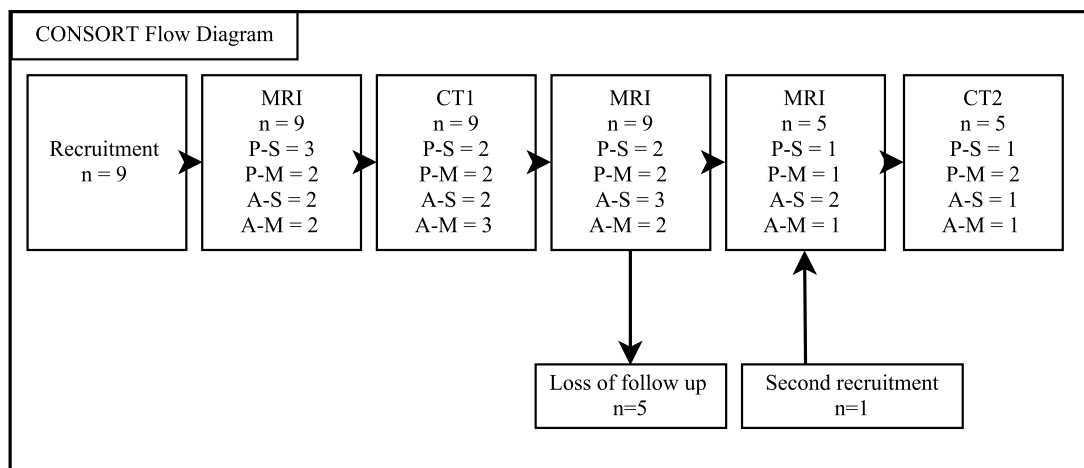 CONSORT Flow Diagram
Recruitment
n = 9
MRI
n = 9
P-S = 3
P-M = 2
A-S = 2
A-M = 2
CT1
n = 9
P-S = 2
P-M = 2
A-S = 2
A-M = 3
MRI
n = 9
P-S = 2
P-M = 2
A-S = 3
A-M = 2
MRI
n = 5
P-S = 1
P-M = 1
A-S = 2
A-M = 1
CT2
n = 5
P-S = 1
P-M = 2
A-S = 1
A-M = 1
Loss of follow up
n=5
Second recruitment
n=1